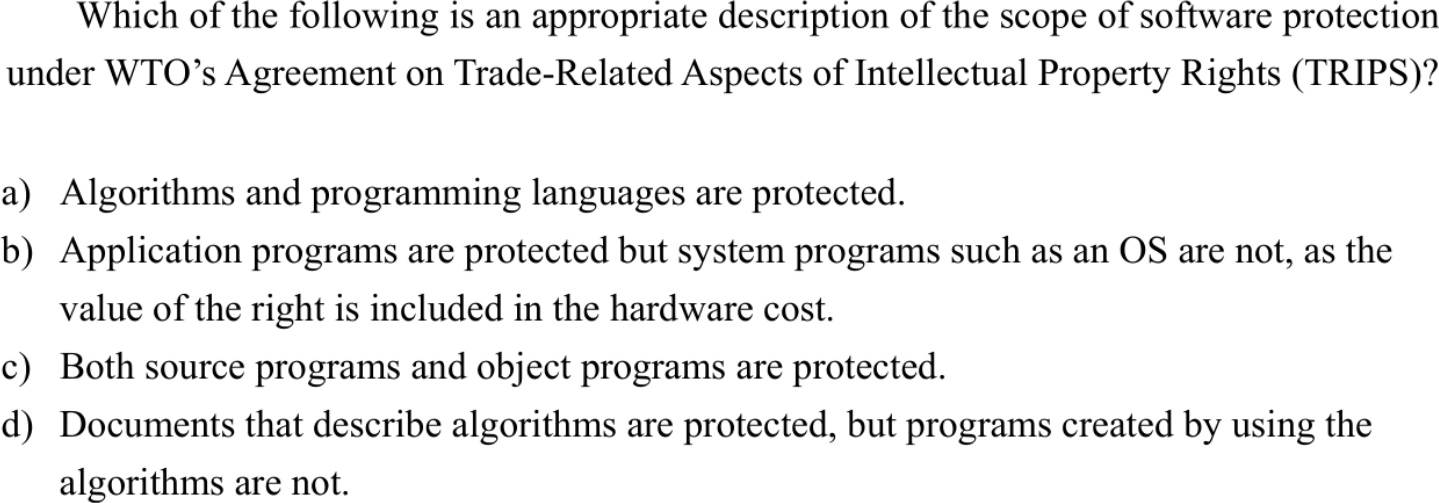 Which of the following is an appropriate description of the scope of software protection
under WTO’s Agreement on Trade-Related Aspects of Intellectual Property Rights (TRIPS)?
a) Algorithms and programming languages are protected.
b) Application programs are protected but system programs such as an OS are not, as the
value of the right is included in the hardware cost.
c) Both source programs and object programs are protected.
d) Documents that describe algorithms are protected, but programs created by using the
algorithms are not.